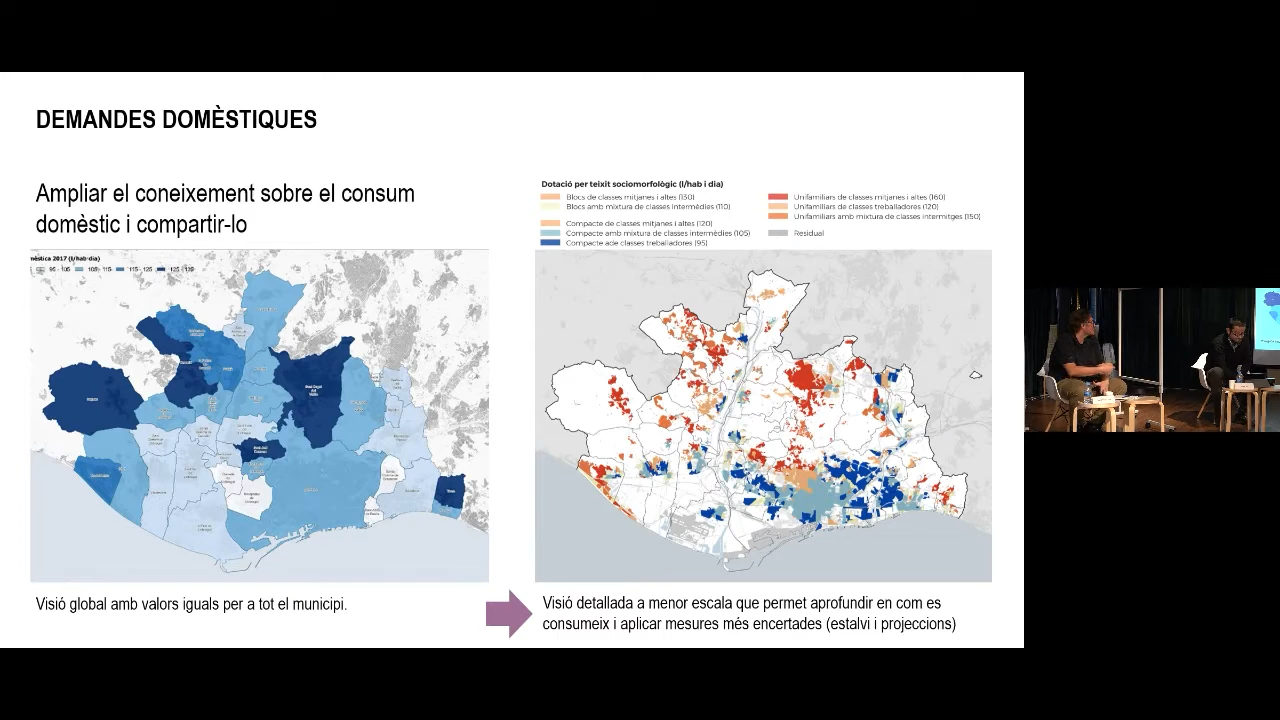 DEMANDES DOMÈSTIQUES
Ampliar el coneixement sobre el consum
domèstic i compartir-lo
mèstica 2017 (l/hab·dia)
95 - 105
105 - 115
115 - 125
125 - 135
Dotació per teixit sociomorfològic (l/hab i dia)
Blocs de classes mitjanes i altes (130)
Blocs amb mixtura de classes intermèdies (110)
Compacte de classes mitjanes i altes (120)
Compacte amb mixtura de classes intermèdies (105)
Compacte ade classes treballadores (95)
Unifamiliars de classes mitjanes i altes (160)
Unifamiliars de classes treballadores (120)
Unifamiliars amb mixtura de classes intermitges (150)
Residual
Visió global amb valors iguals per a tot el municipi.
Visió detallada a menor escala que permet aprofundir en com es
consumeix i aplicar mesures més encertades (estalvi i projeccions)